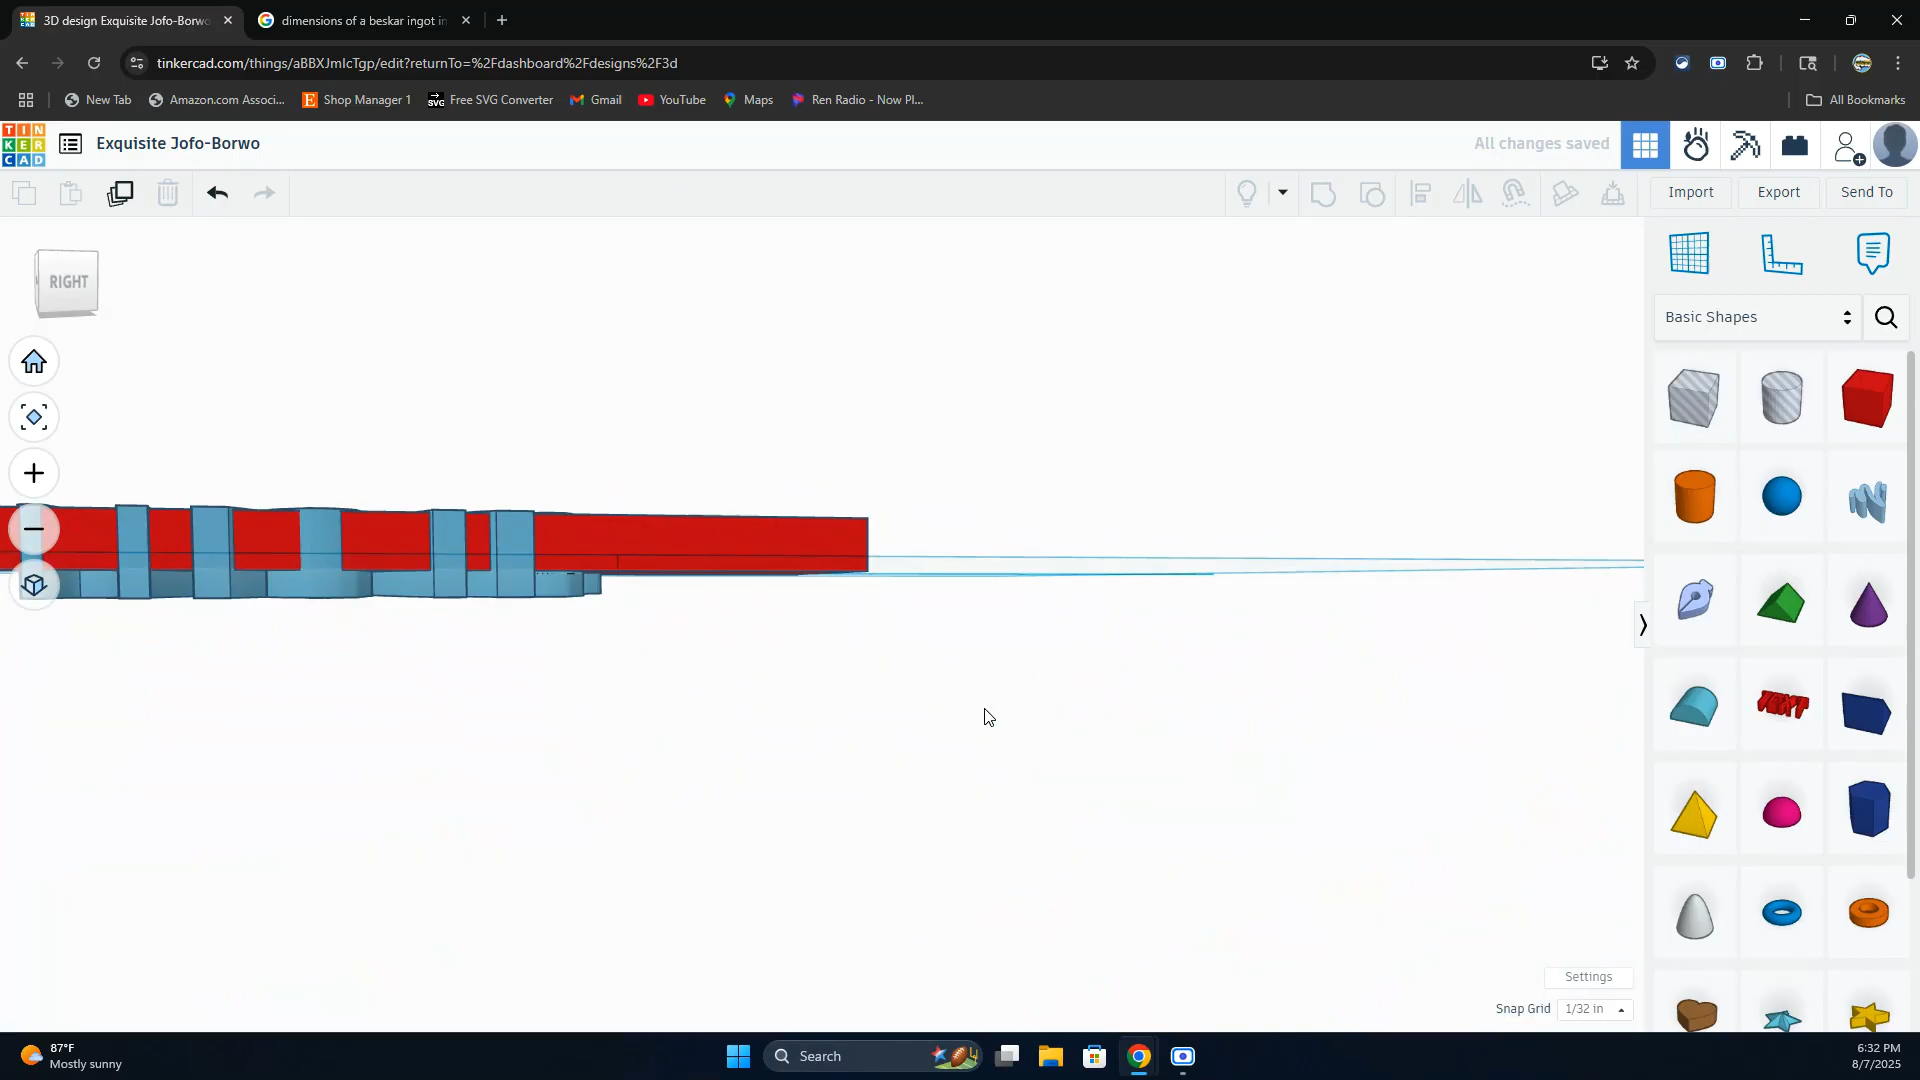 3D design Exquisite Jofo-Borwo
dimensions of a beskar ingot in
tinkercad.com/things/aBBXJmIcTgp/edit?returnTo=%2Fdashboard%2Fdesigns%2F3d
New Tab
Amazon.com Associ...
Shop Manager 1
SVG
Free SVG Converter
Gmail
YouTube
Maps
Ren Radio - Now Pl...
All Bookmarks
TIN
KER
CAD
Exquisite Jofo-Borwo
All changes saved
Import
Export
Send To
RIGHT
Basic Shapes
TEXT
Settings
Snap Grid
1/32 in
87°F
Mostly sunny
Search
6:32 PM
8/7/2025